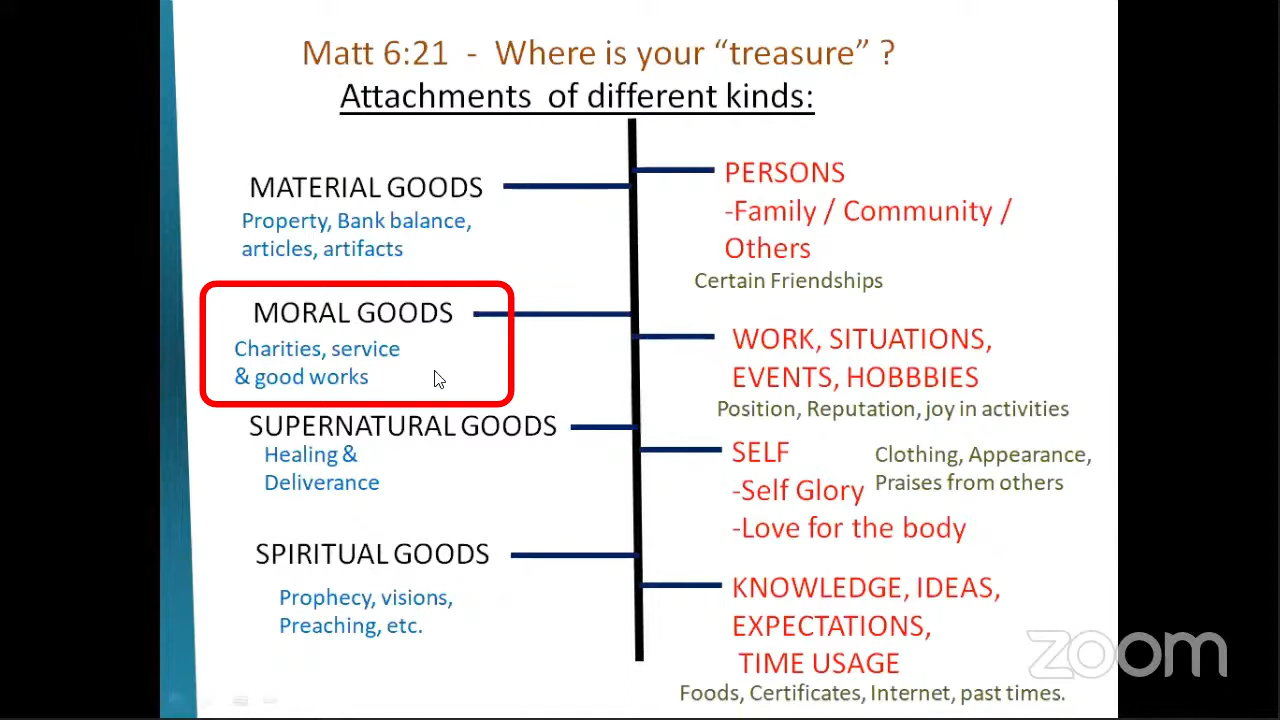 Matt 6:21 - Where is your “treasure” ?
Attachments of different kinds:
MATERIAL GOODS
Property, Bank balance,
articles, artifacts
MORAL GOODS
Charities, service
& good works
SUPERNATURAL GOODS
Healing &
Deliverance
SPIRITUAL GOODS
Prophecy, visions,
Preaching, etc.
PERSONS
-Family / Community /
Others
Certain Friendships
WORK, SITUATIONS,
EVENTS, HOBBBIES
Position, Reputation, joy in activities
SELF
-Self Glory
-Love for the body
Clothing, Appearance,
Praises from others
KNOWLEDGE, IDEAS,
EXPECTATIONS,
TIME USAGE
Foods, Certificates, Internet, past times.
zoom